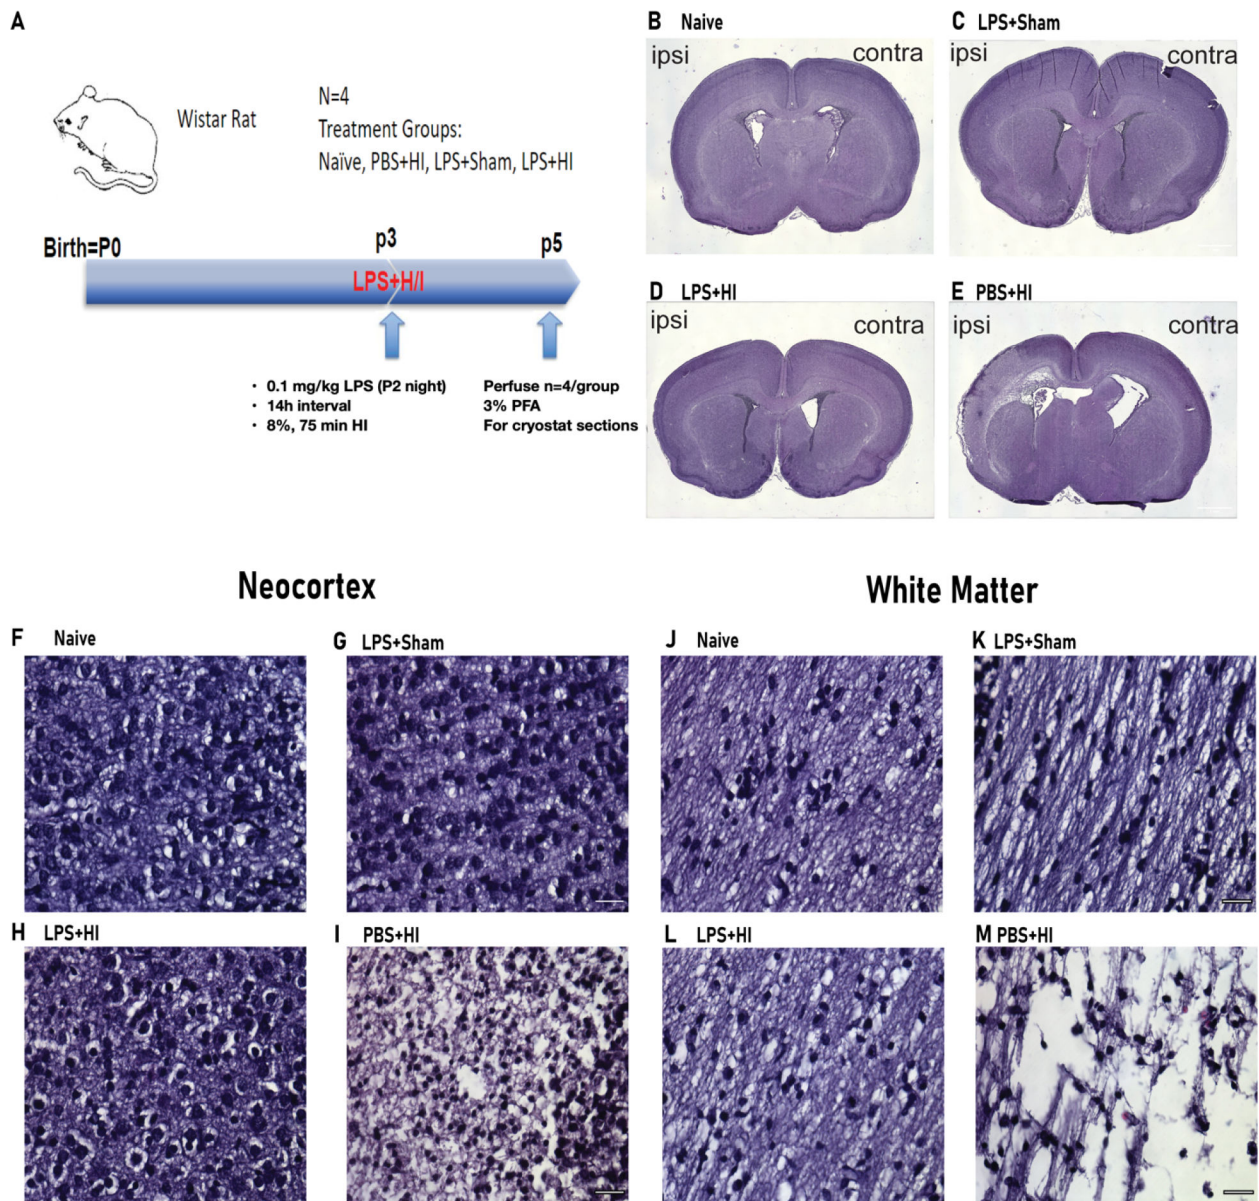 A
Wistar Rat
N=4
Treatment Groups:
Naïve, PBS+HI, LPS+Sham, LPS+HI
Birth=P0
p3
p5
LPS+H/I
• 0.1 mg/kg LPS (P2 night)
• 14h interval
• 8%, 75 min HI
Perfuse n=4/group
3% PFA
For cryostat sections
B Naive
ipsi contra
C LPS+Sham
ipsi contra
D LPS+HI
ipsi contra
E PBS+HI
ipsi contra
Neocortex
White Matter
F Naive
G LPS+Sham
J Naive
K LPS+Sham
H LPS+HI
I PBS+HI
L LPS+HI
M PBS+HI